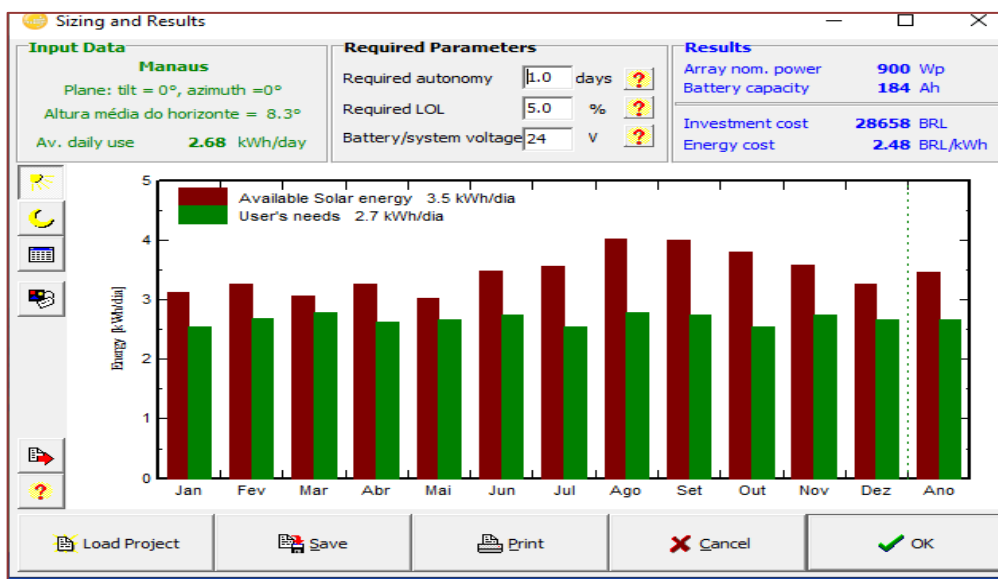 Sizing and Results
Input Data
Manaus
Plane: tilt = 0°, azimuth =0°
Altura média do horizonte = 8.3°
Av. daily use 2.68 kWh/day
Required Parameters
Required autonomy 1.0 days ?
Required LOL 5.0 % ?
Battery/system voltage 24 V ?
Results
Array nom. power 900 Wp
Battery capacity 184 Ah
Investment cost 28658 BRL
Energy cost 2.48 BRL/kWh
Available Solar energy 3.5 kWh/dia
User's needs 2.7 kWh/dia
Energy [kWh/dia]
5
4
3
2
1
0
Jan Fev Mar Abr Mai Jun Jul Ago Set Out Nov Dez Ano
?
Load Project Save Print Cancel OK